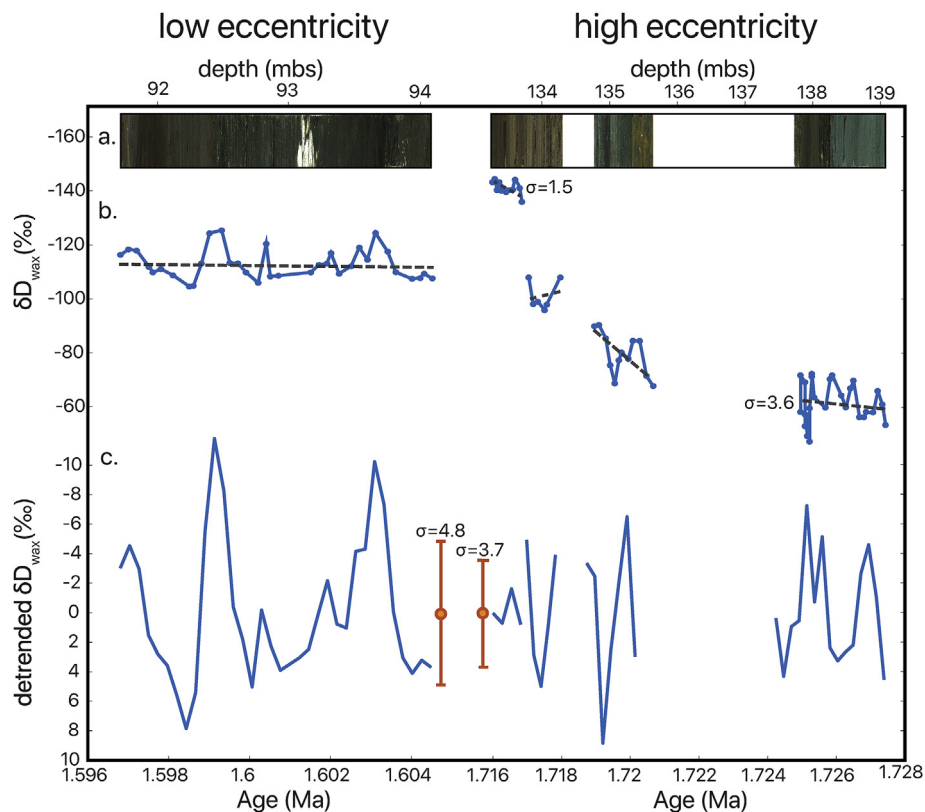 low eccentricity high eccentricity
depth (mbs) depth (mbs)
92 93 94 134 135 136 137 138 139
a.
-160
-140
σ=1.5
b.
-120
-100
-80
-60
σ=3.6
δD_wax(‰)
c.
-10
-8
-6
-4
-2
0
2
4
6
8
10
σ=4.8
σ=3.7
detrended δD_wax(‰)
1.596 1.598 1.6 1.602 1.604 1.716 1.718 1.72 1.722 1.724 1.726 1.728
Age (Ma) Age (Ma)